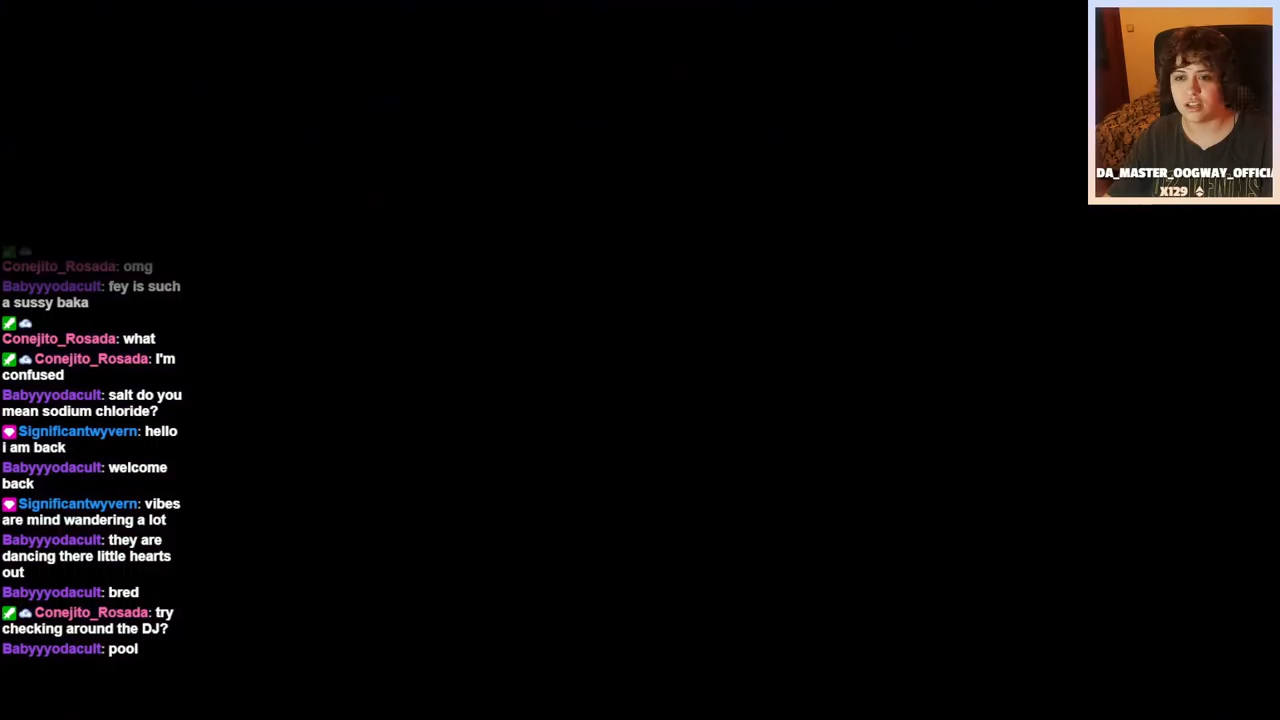 Conejito_Rosada: omg
Babyyyodacult: fey is such
a sussy baka
Conejito_Rosada: what
Conejito_Rosada: I'm
confused
Babyyyodacult: salt do you
mean sodium chloride?
Significantwyvern: hello
i am back
Babyyyodacult: welcome
back
Significantwyvern: vibes
are mind wandering a lot
Babyyyodacult: they are
dancing there little hearts
out
Babyyyodacult: bred
Conejito_Rosada: try
checking around the DJ?
Babyyyodacult: pool
DA_MASTER_OOGWAY_OFFICIA
X129